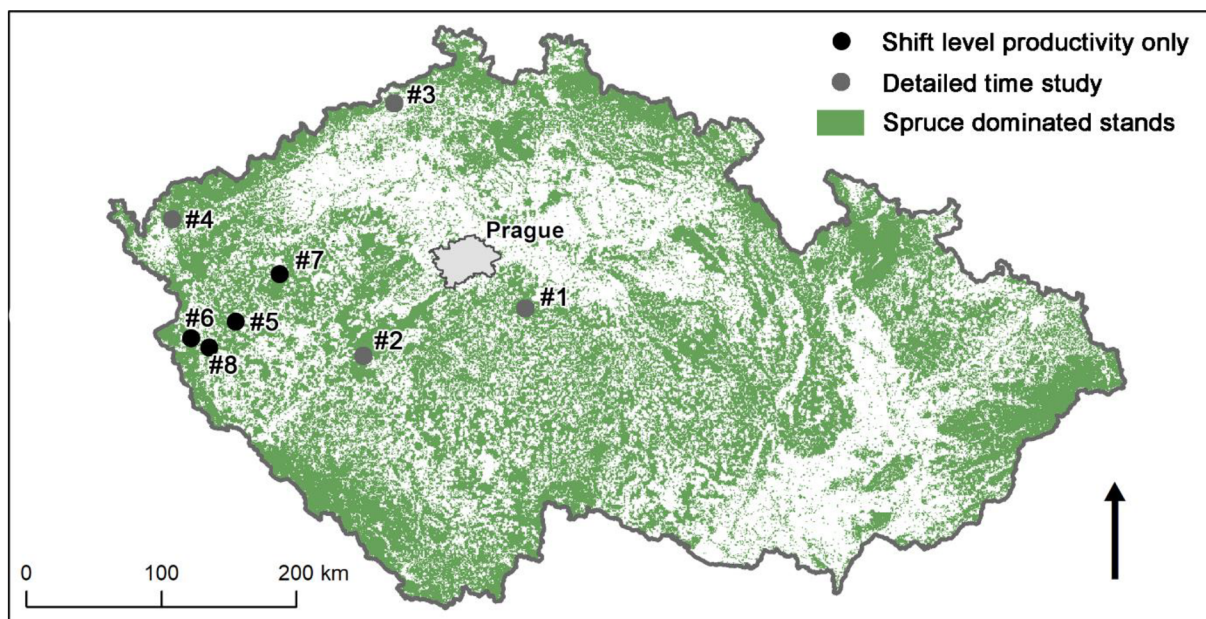 Shift level productivity only
Detailed time study
Spruce dominated stands
#3
#4
Prague
#7
#1
#6
#5
#2
#8
0 100 200 km